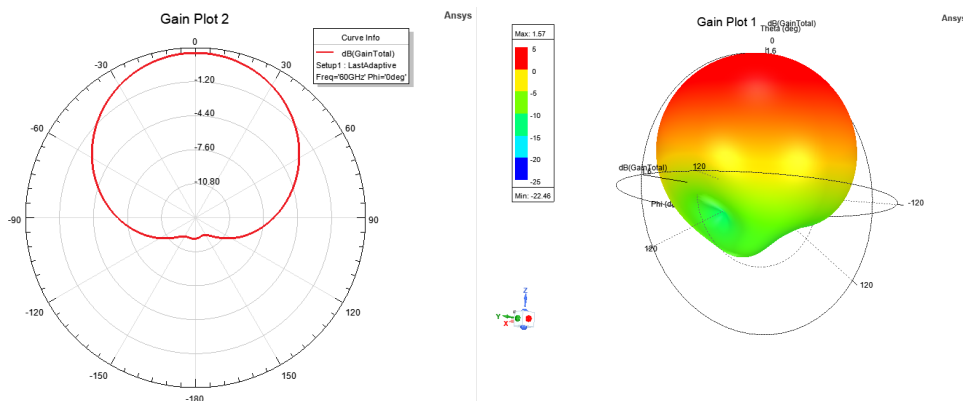 Gain Plot 2
Ansys
Curve Info
dB(GainTotal)
Setup1 : LastAdaptive
Freq='60GHz' Phi='0deg'
0
-30
30
-1.20
-4.40
-60
60
-7.60
-10.80
-90
90
-120
120
-150
150
-180
Gain Plot 1
Ansys
dB(GainTotal)
Theta (deg)
0
1.6
Max: 1.57
5
0
-5
-10
-15
-20
-25
Min: -22.46
dB(GainTotal)
120
-120
120
120
Z
Y
X